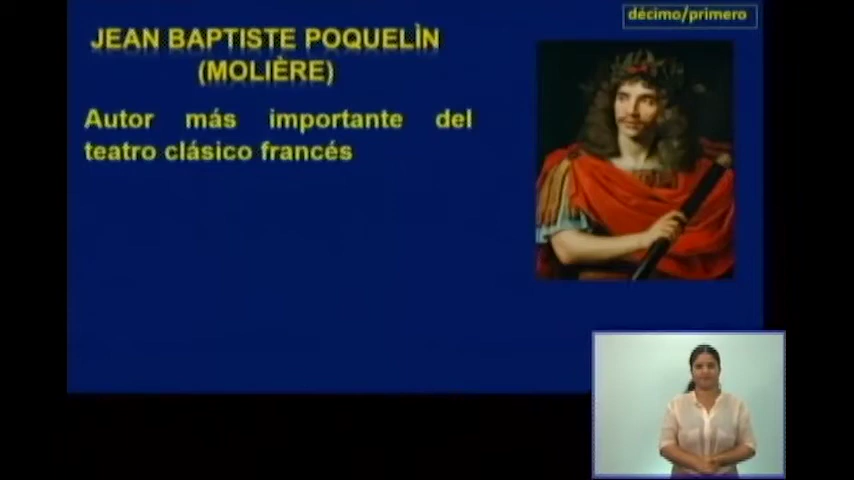 décimo/primero
JEAN BAPTISTE POQUELÌN
(MOLIÈRE)
Autor más importante del
teatro clásico francés